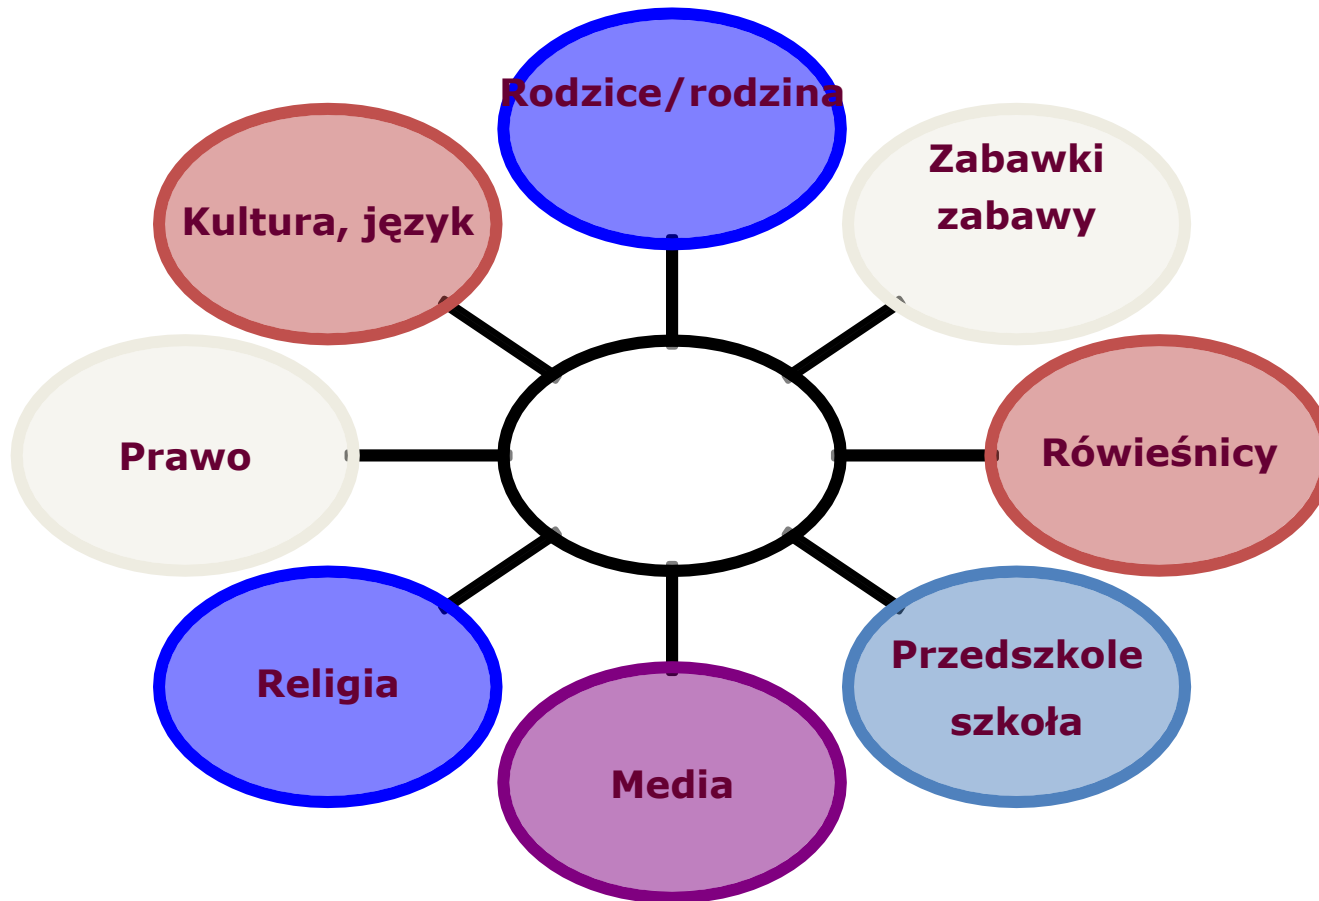 Rodzice/rodzina
Zabawki
zabawy
Kultura, język
Rówieśnicy
Prawo
Przedszkole
szkoła
Religia
Media